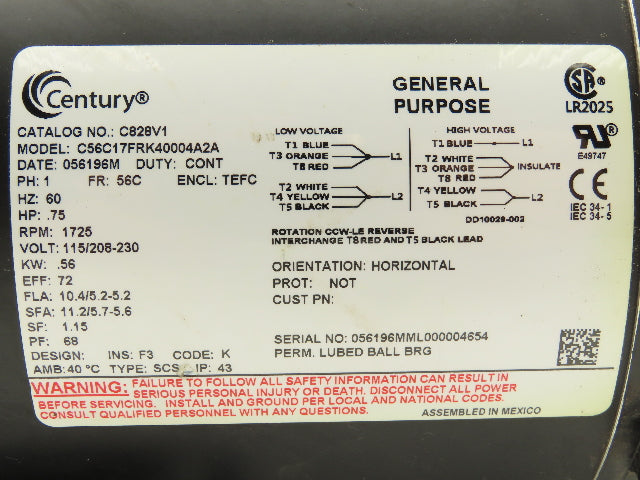 Century®
GENERAL
PURPOSE
SA
LR2025
CATALOG NO.: C828V1
MODEL: C56C17FRK40004A2A
DATE: 056196M DUTY: CONT
PH: 1 FR: 56C ENCL: TEFC
HZ: 60
HP: .75
RPM: 1725
VOLT: 115/208-230
KW: .56
EFF: 72
FLA: 10.4/5.2-5.2
SFA: 11.2/5.7-5.6
SF: 1.15
PF: 68
DESIGN: INS: F3 CODE: K
AMB: 40 °C TYPE: SCS IP: 43
LOW VOLTAGE
T1 BLUE
T3 ORANGE L1
T8 RED
T2 WHITE
T4 YELLOW L2
T5 BLACK
HIGH VOLTAGE
T1 BLUE L1
T2 WHITE
T3 ORANGE INSULATE
T8 RED
T4 YELLOW L2
T5 BLACK
DD10029-002
ROTATION CCW-LE REVERSE
INTERCHANGE T8 RED AND T5 BLACK LEAD
ORIENTATION: HORIZONTAL
PROT: NOT
CUST PN:
SERIAL NO: 056196MML000004654
PERM. LUBED BALL BRG
RU®
E49747
CE
IEC 34- 1
IEC 34- 5
WARNING: FAILURE TO FOLLOW ALL SAFETY INFORMATION CAN RESULT IN
SERIOUS PERSONAL INJURY OR DEATH. DISCONNECT ALL POWER
BEFORE SERVICING. INSTALL AND GROUND PER LOCAL AND NATIONAL CODES.
CONSULT QUALIFIED PERSONNEL WITH ANY QUESTIONS.
ASSEMBLED IN MEXICO